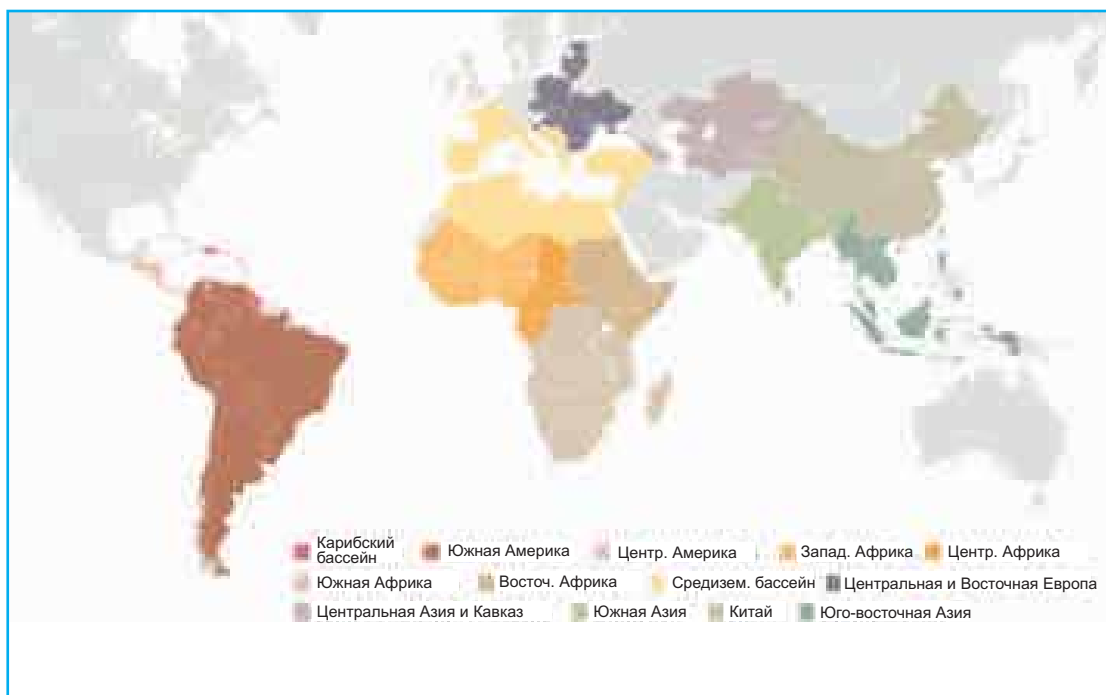 Карибский
бассейн
Южная Америка
Центр. Америка
Запад. Африка
Центр. Африка
Южная Африка
Восточ. Африка
Средизем. бассейн
Центральная и Восточная Европа
Центральная Азия и Кавказ
Южная Азия
Китай
Юго-восточная Азия